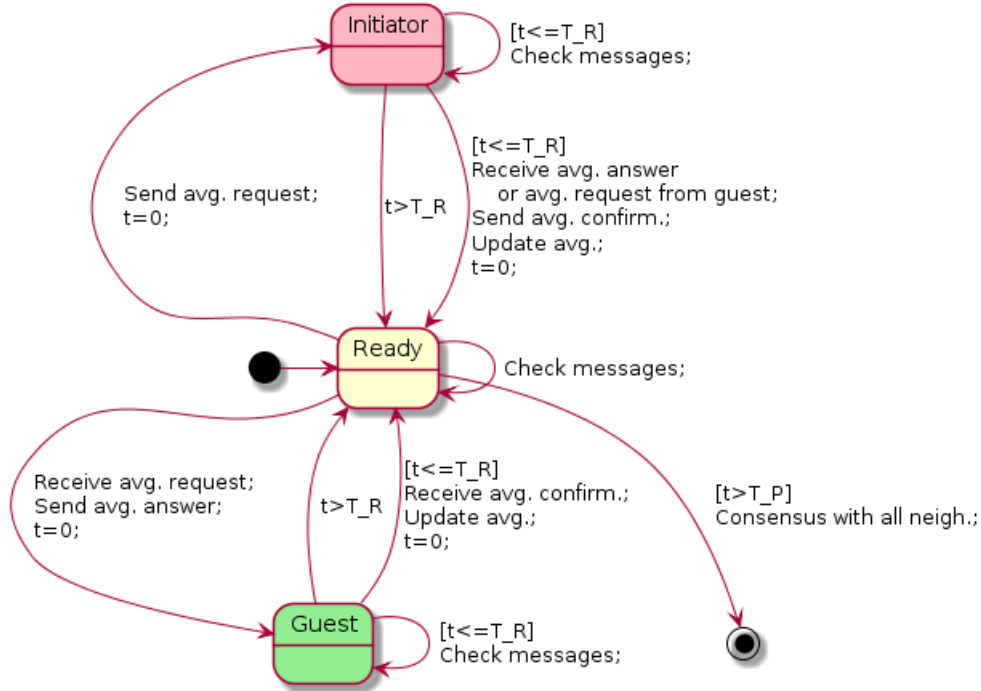 Initiator
[t<=T_R]
Check messages;
[t<=T_R]
Receive avg. answer
or avg. request from guest;
Send avg. confirm.;
Update avg.;
t=0;
Send avg. request;
t=0;
t>T_R
Ready
Check messages;
Receive avg. request;
Send avg. answer;
t=0;
t>T_R
[t<=T_R]
Receive avg. confirm.;
Update avg.;
t=0;
[t>T_P]
Consensus with all neigh.;
Guest
[t<=T_R]
Check messages;